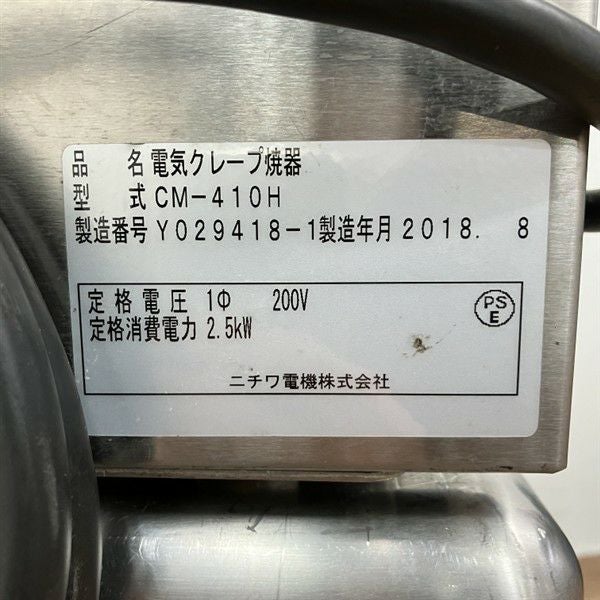 品 名 電気クレープ焼器
型 式 CM-410H
製造番号 Y029418-1 製造年月 2018. 8
定格電圧 1Φ 200V
定格消費電力 2.5kW
PS
E
ニチワ電機株式会社